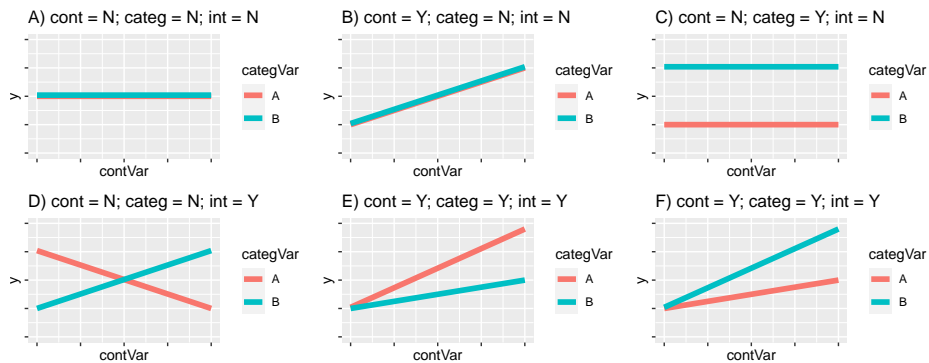 A) cont = N; categ = N; int = N
y
contVar
categVar
A
B
B) cont = Y; categ = N; int = N
y
contVar
categVar
A
B
C) cont = N; categ = Y; int = N
y
contVar
categVar
A
B
D) cont = N; categ = N; int = Y
y
contVar
categVar
A
B
E) cont = Y; categ = Y; int = Y
y
contVar
categVar
A
B
F) cont = Y; categ = Y; int = Y
y
contVar
categVar
A
B